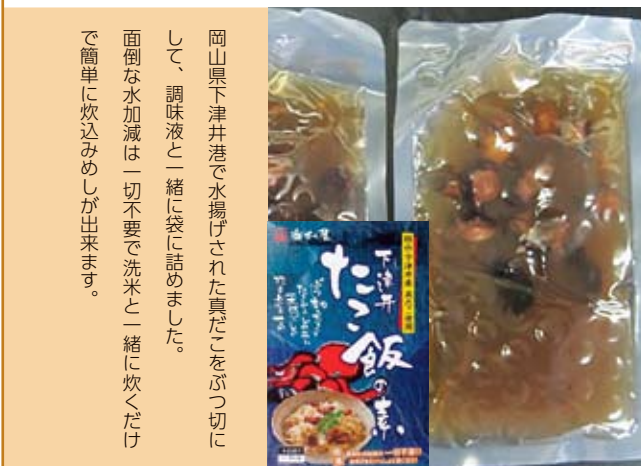 岡山県下津井港で水揚げされた真だこをぶつ切に
して、調味液と一緒に袋に詰めました。
面倒な水加減は一切不要で洗米と一緒に炊くだけ
で簡単に炊込みめしが出来ます。
下津井
たこ飯の素